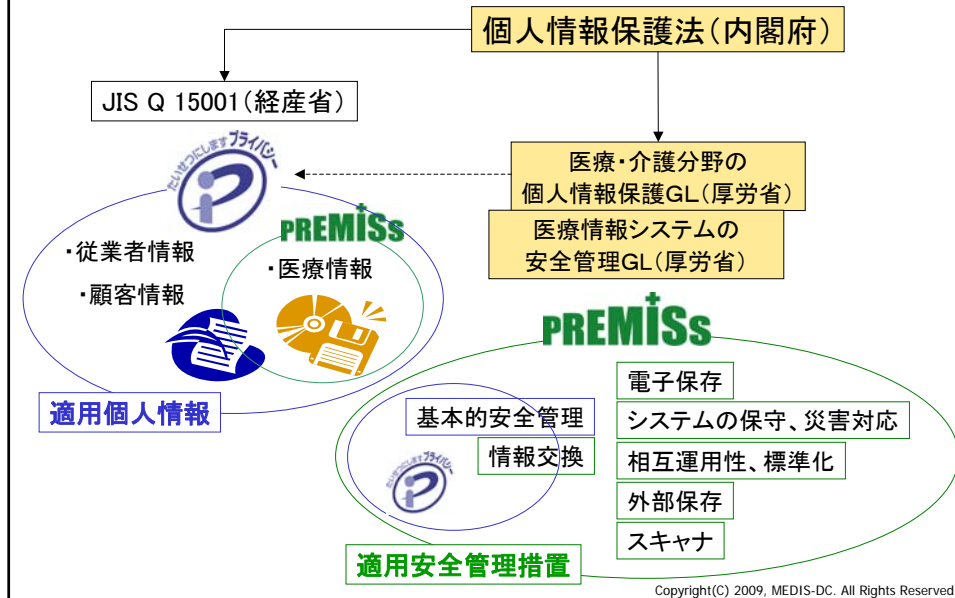 個人情報保護法(内閣府)
JIS Q 15001(経産省)
たいせつにしますプライバシー
医療・介護分野の
個人情報保護GL(厚労省)
医療情報システムの
安全管理GL(厚労省)
PREMISs
・従業者情報
・顧客情報
・医療情報
適用個人情報
PREMISs
基本的安全管理
情報交換
たいせつにしますプライバシー
電子保存
システムの保守、災害対応
相互運用性、標準化
外部保存
スキャナ
適用安全管理措置
Copyright(C) 2009, MEDIS-DC. All Rights Reserved